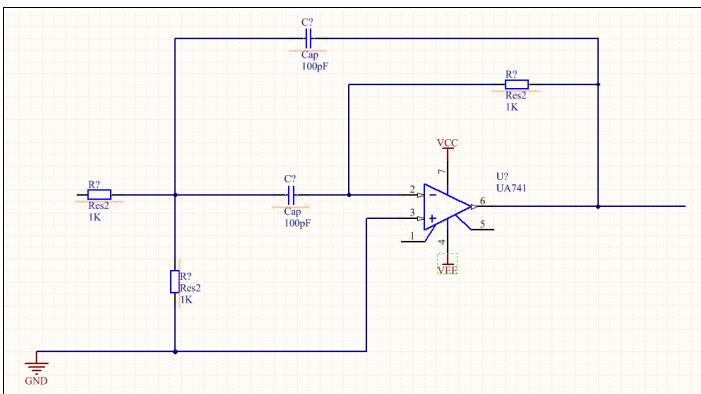 C?
Cap
100pF
R?
Res2
1K
VCC
7
U?
UA741
R?
Res2
1K
C?
Cap
100pF
2
3
6
1
5
4
VEE
R?
Res2
1K
GND